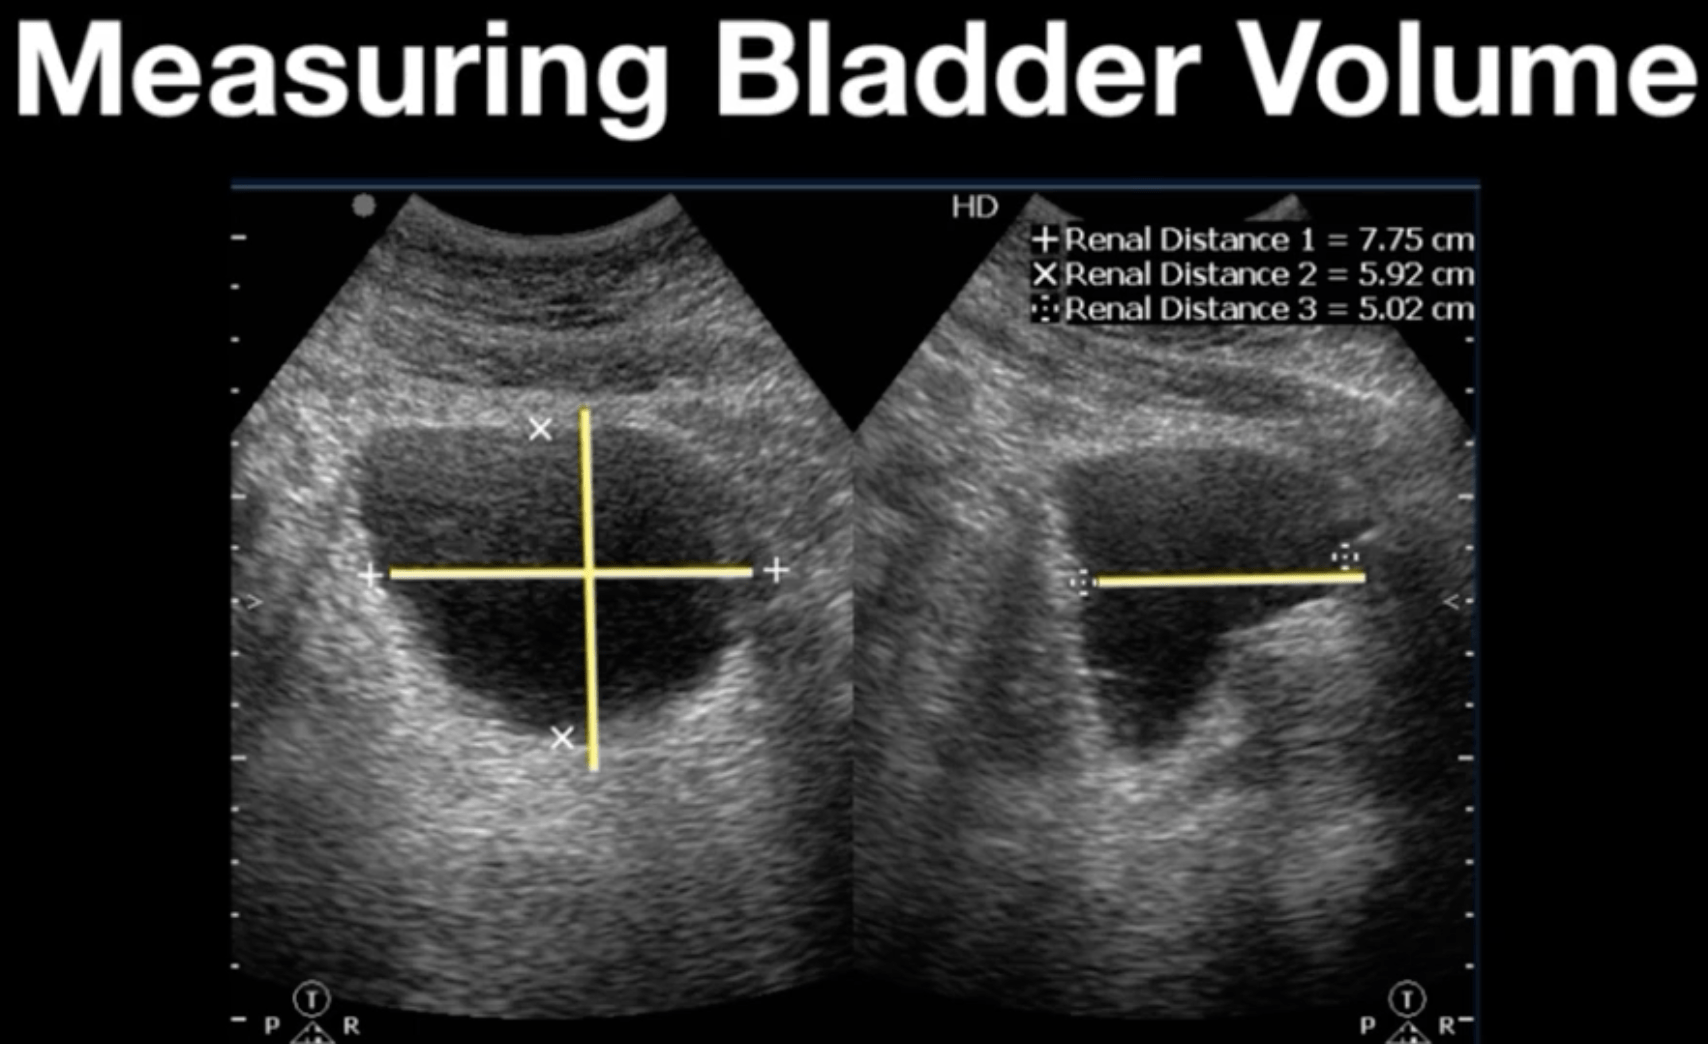 Measuring Bladder Volume
HD
Renal Distance 1 = 7.75 cm
Renal Distance 2 = 5.92 cm
Renal Distance 3 = 5.02 cm
T
P R
T
P R